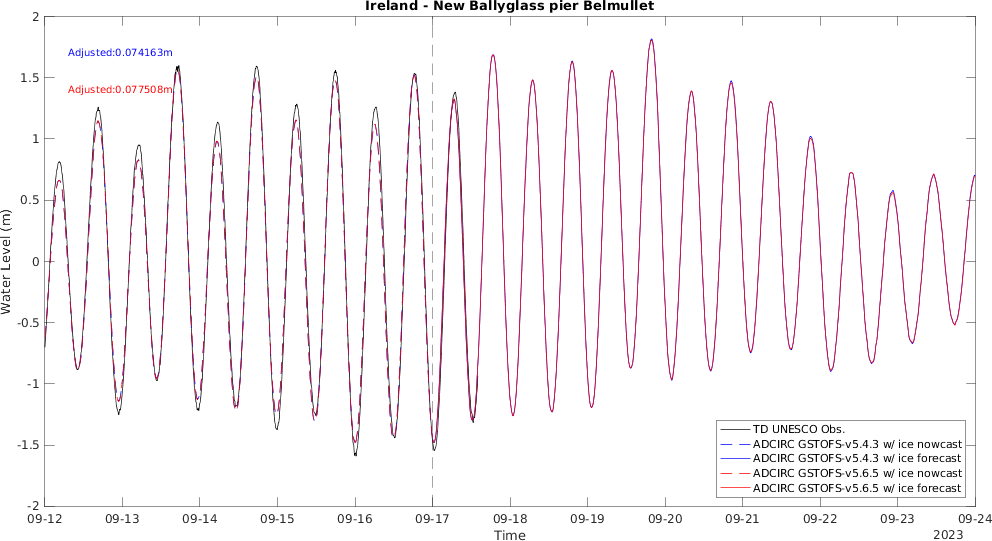 Ireland - New Ballyglass pier Belmullet
Adjusted:0.074163m
Adjusted:0.077508m
Water Level (m)
2
1.5
1
0.5
0
-0.5
-1
-1.5
-2
TD UNESCO Obs.
ADCIRC GSTOFS-v5.4.3 w/ ice nowcast
ADCIRC GSTOFS-v5.4.3 w/ ice forecast
ADCIRC GSTOFS-v5.6.5 w/ ice nowcast
ADCIRC GSTOFS-v5.6.5 w/ ice forecast
09-12 09-13 09-14 09-15 09-16 09-17 09-18 09-19 09-20 09-21 09-22 09-23 09-24
Time
2023